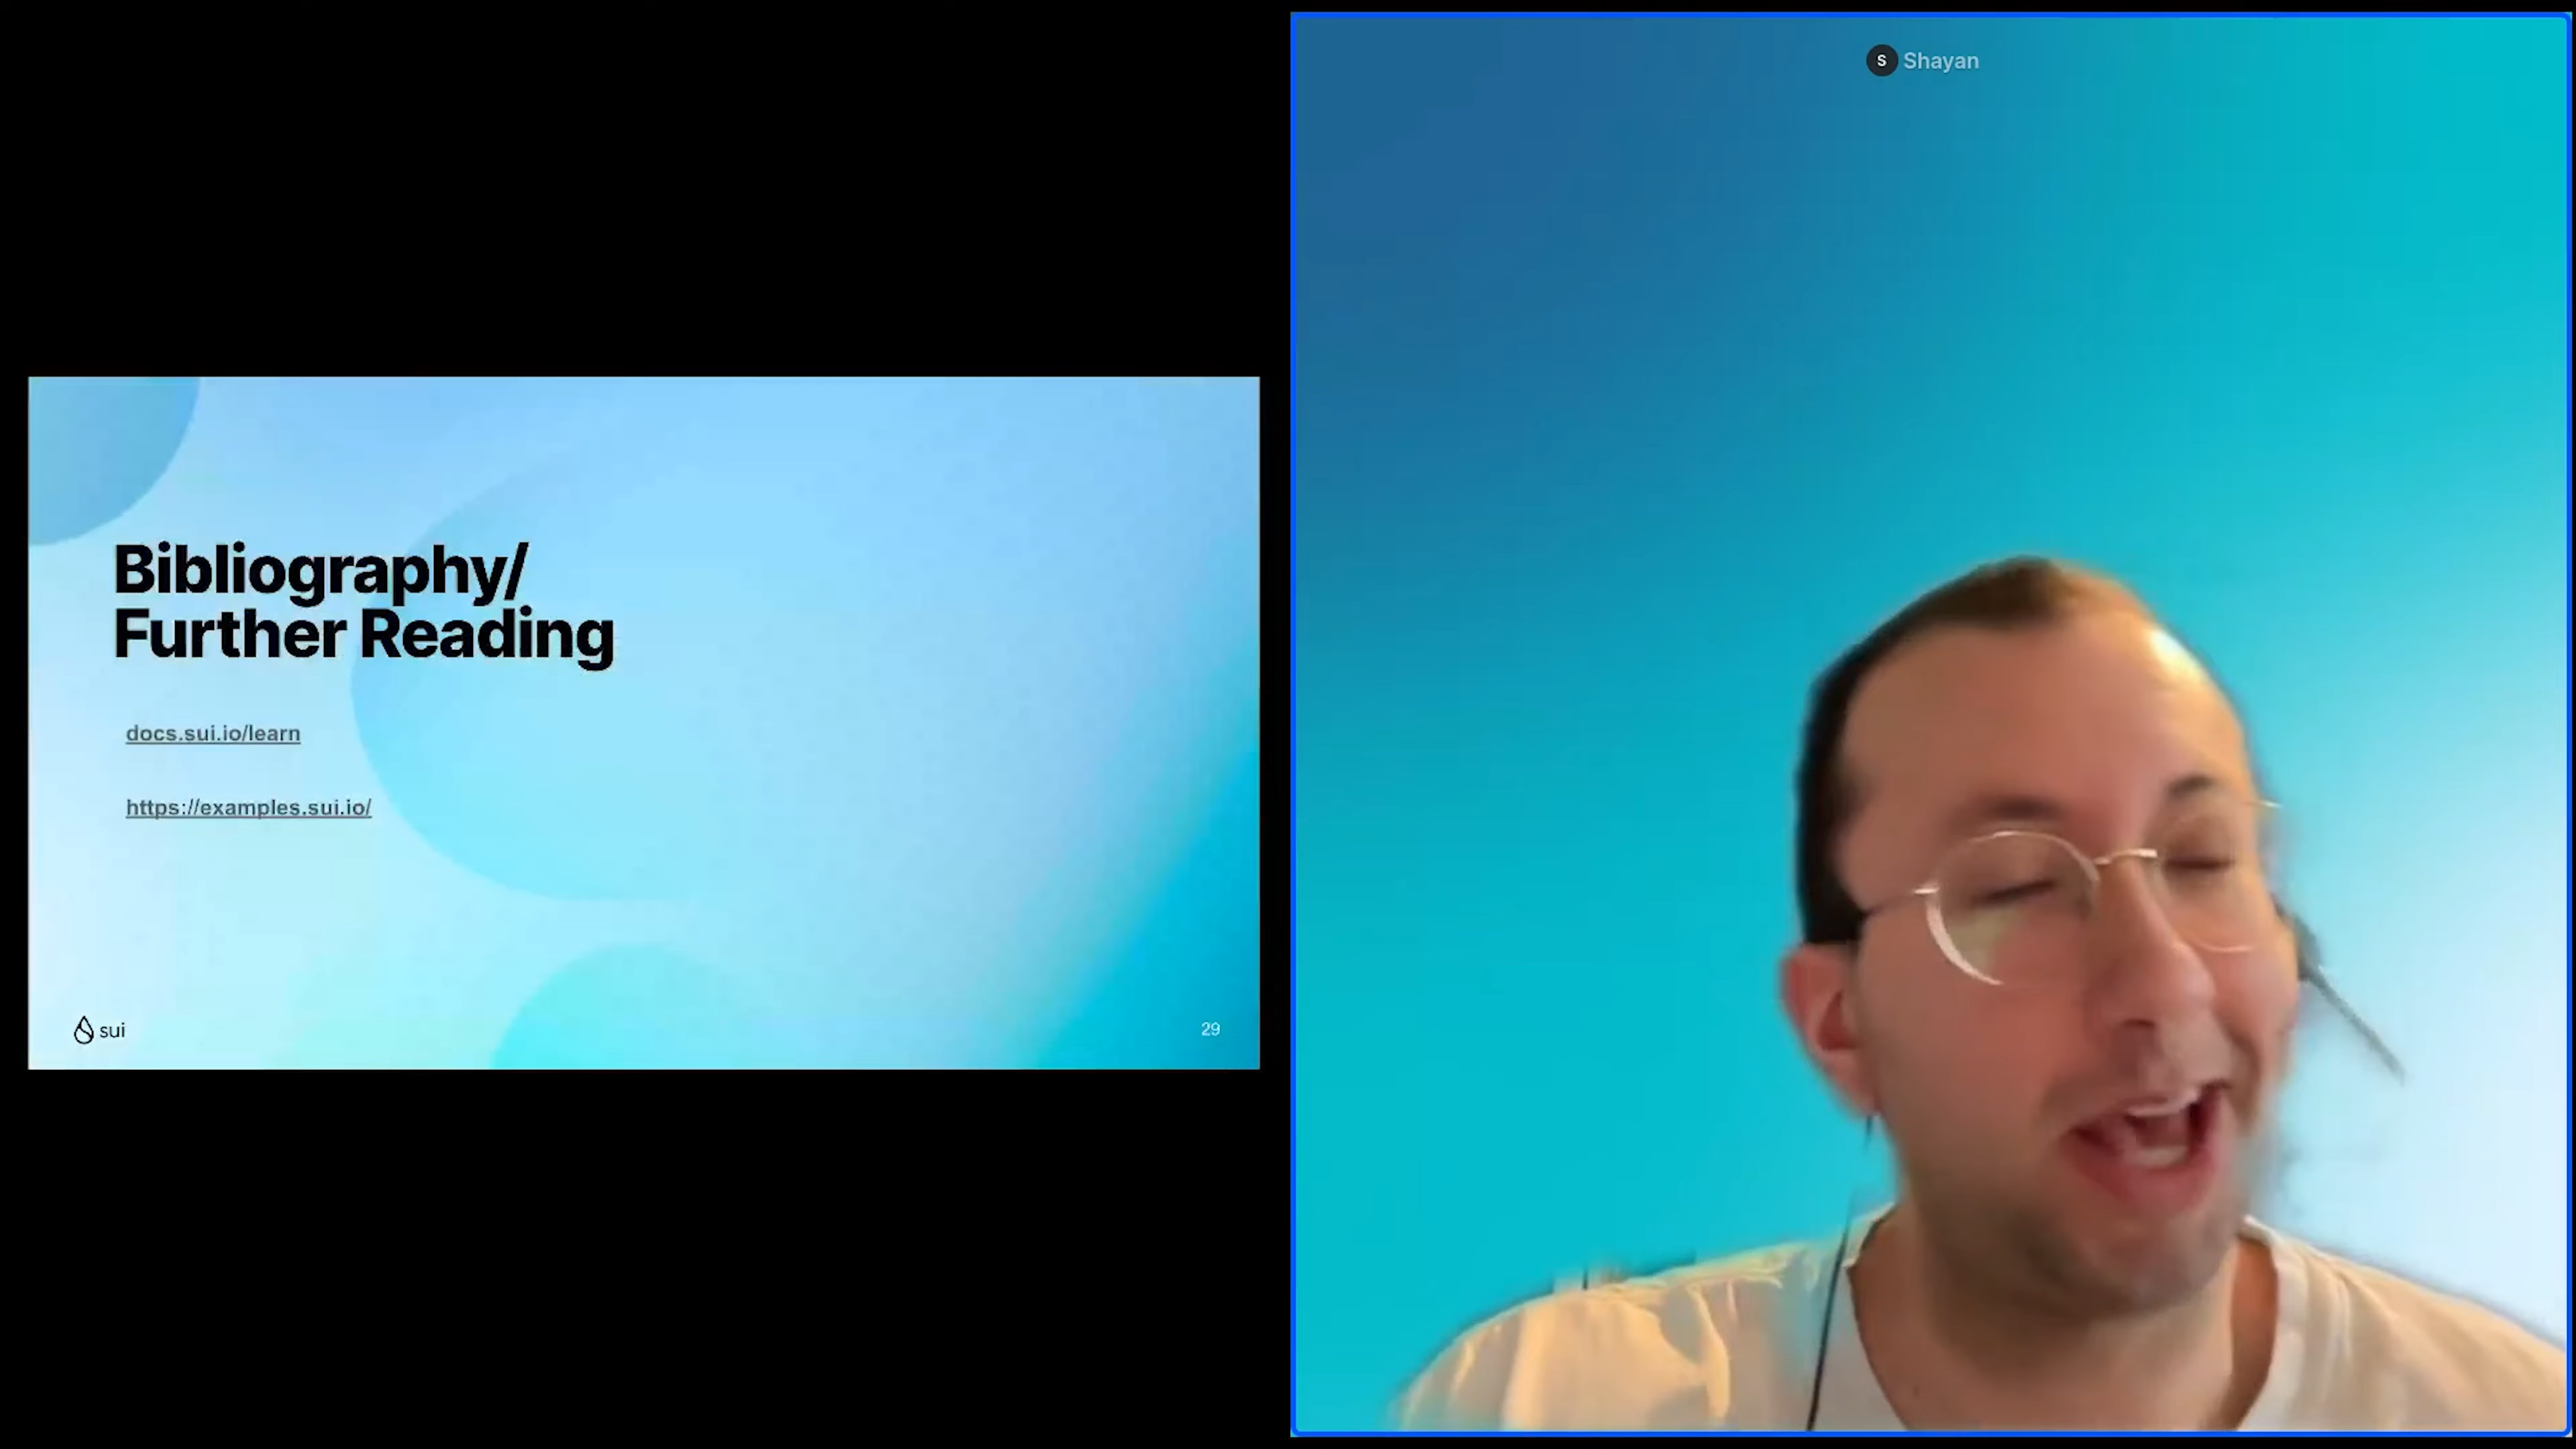 Bibliography/
Further Reading
docs.sui.io/learn
https://examples.sui.io/
sui
29
S Shayan